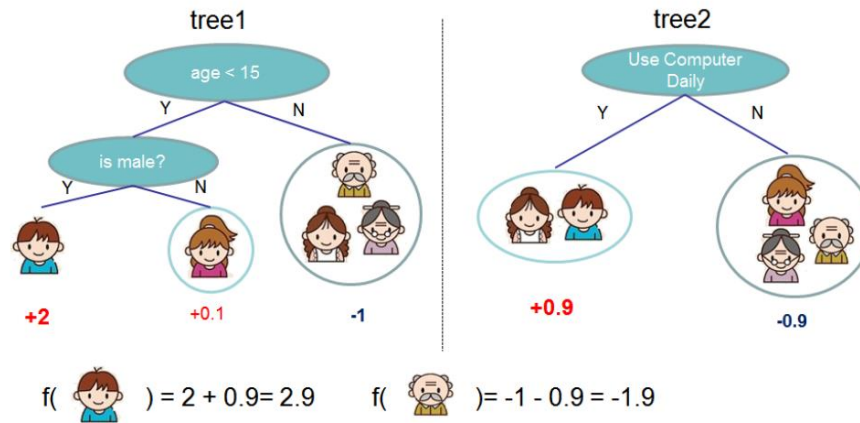 tree1
tree2
age < 15
Use Computer
Daily
Y
N
Y
N
is male?
Y
N
+2
+0.1
-1
+0.9
-0.9
f( ) = 2 + 0.9= 2.9
f( )= -1 - 0.9 = -1.9